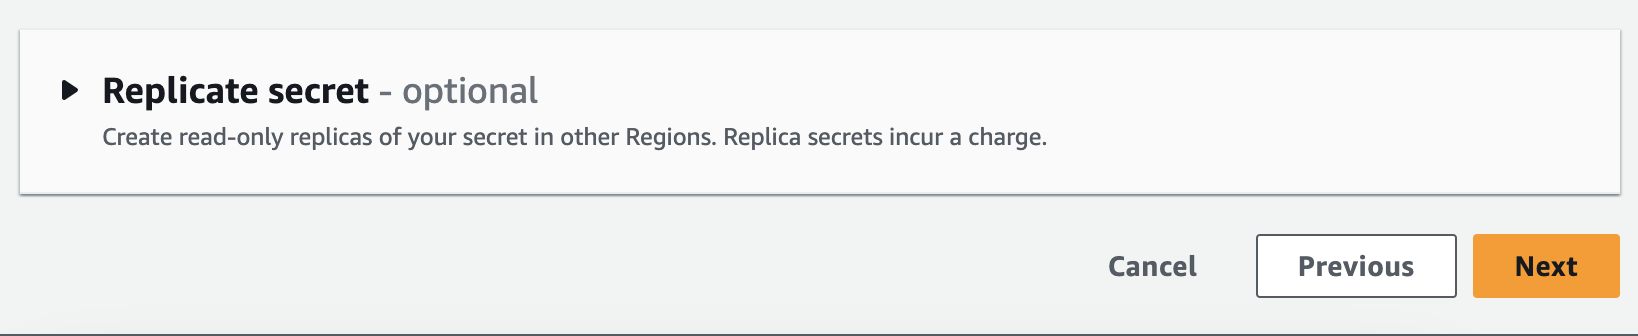 Replicate secret - optional
Create read-only replicas of your secret in other Regions. Replica secrets incur a charge.
Cancel
Previous
Next